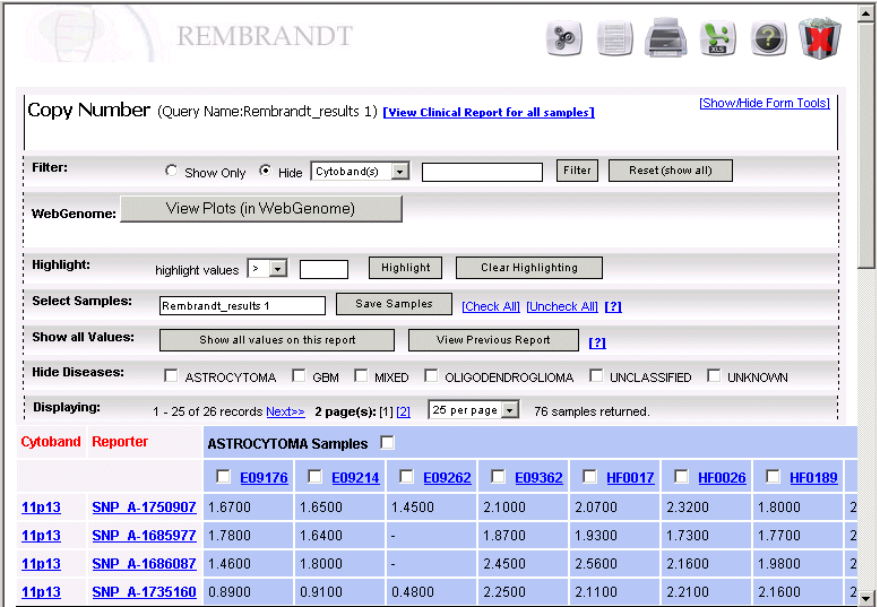 REMBRANDT
XLS
?
Copy Number (Query Name:Rembrandt_results 1) [View Clinical Report for all samples]
[Show/Hide Form Tools]
Filter: Show Only Hide Cytoband(s) Filter Reset (show all)
WebGenome: View Plots (in WebGenome)
Highlight: highlight values > Highlight Clear Highlighting
Select Samples: Rembrandt_results 1 Save Samples [Check All] [Uncheck All] [?]
Show all Values: Show all values on this report View Previous Report [?]
Hide Diseases: ASTROCYTOMA GBM MIXED OLIGODENDROGLIOMA UNCLASSIFIED UNKNOWN
Displaying: 1 - 25 of 26 records Next>> 2 page(s): [1] [2] 25 per page 76 samples returned.
Cytoband Reporter ASTROCYTOMA Samples
E09176 E09214 E09262 E09362 HF0017 HF0026 HF0189
11p13 SNP_A-1750907 1.6700 1.6500 1.4500 2.1000 2.0700 2.3200 1.8000 2
11p13 SNP_A-1685977 1.7800 1.6400 - 1.8700 1.9300 1.7300 1.7700 2
11p13 SNP_A-1686087 1.4600 1.8000 - 2.4500 2.5600 2.1600 1.9800 2
11p13 SNP_A-1735160 0.8900 0.9100 0.4800 2.2500 2.1100 2.2100 2.1600 2